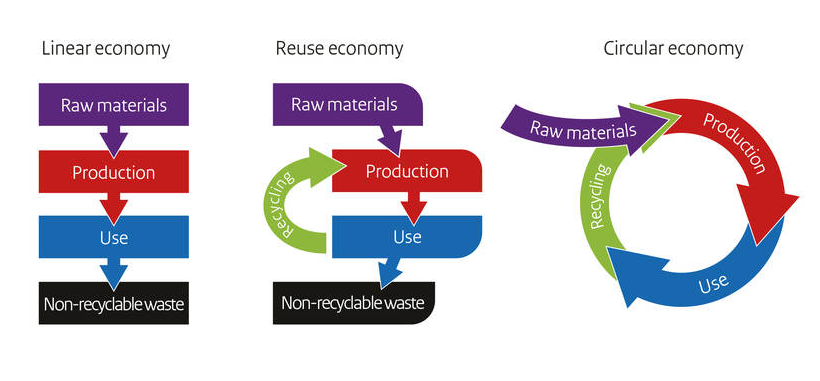 Linear economy
Raw materials
Production
Use
Non-recyclable waste
Reuse economy
Raw materials
Production
Recycling
Use
Non-recyclable waste
Circular economy
Raw materials
Production
Recycling
Use